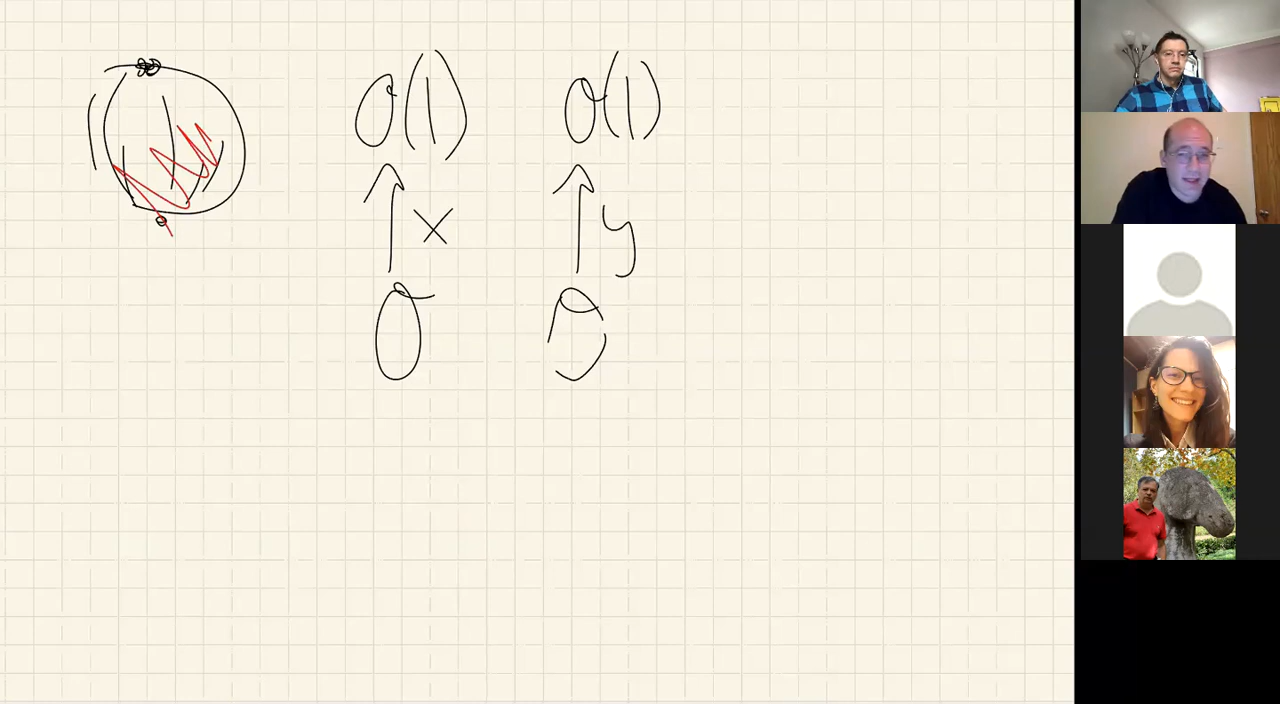 O(1) O(1)
↑ x ↑ y
O O